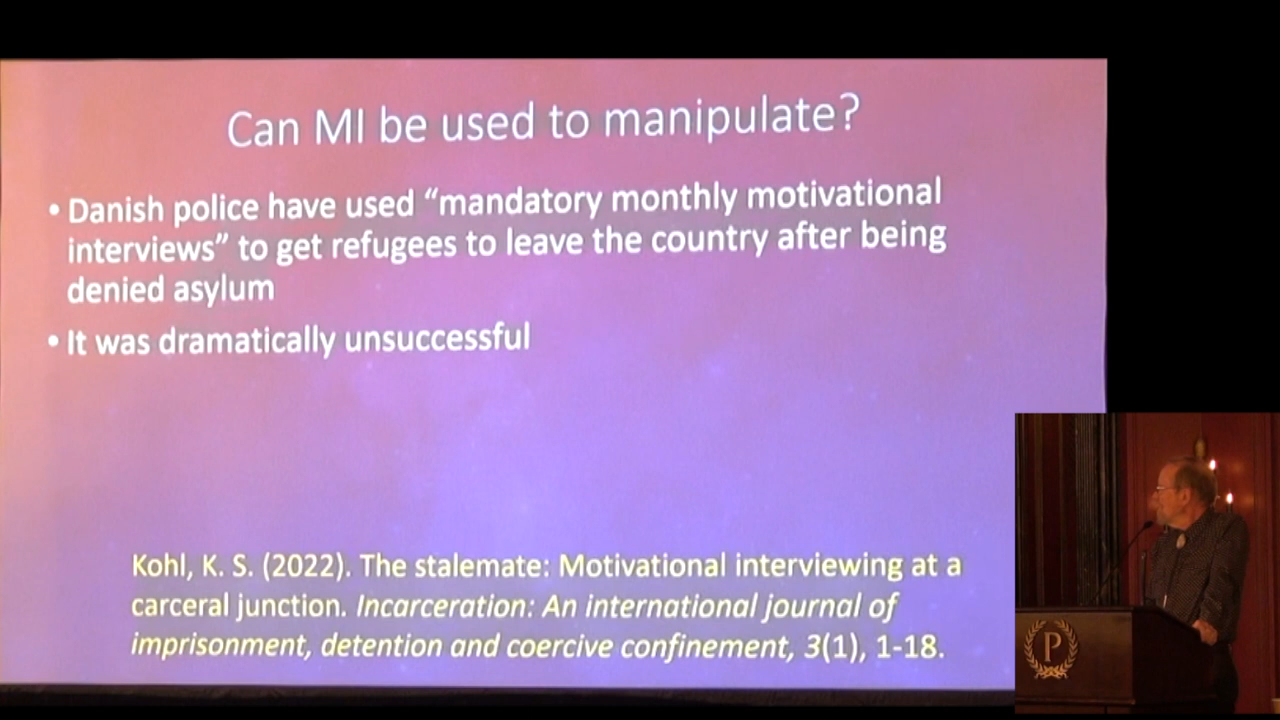 Can MI be used to manipulate?
• Danish police have used “mandatory monthly motivational
interviews” to get refugees to leave the country after being
denied asylum
• It was dramatically unsuccessful
Kohl, K. S. (2022). The stalemate: Motivational interviewing at a
carceral junction. Incarceration: An international journal of
imprisonment, detention and coercive confinement, 3(1), 1-18.
P